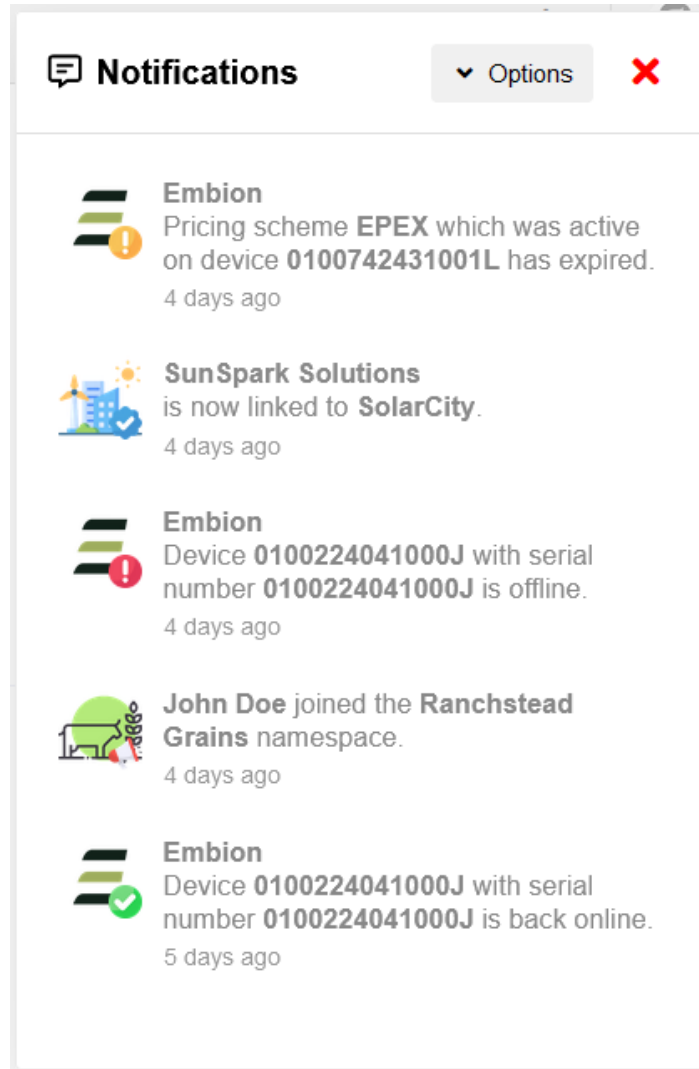 Notifications
Options
Embion
Pricing scheme EPEX which was active
on device 0100742431001L has expired.
4 days ago
SunSpark Solutions
is now linked to SolarCity.
4 days ago
Embion
Device 0100224041000J with serial
number 0100224041000J is offline.
4 days ago
John Doe joined the Ranchstead
Grains namespace.
4 days ago
Embion
Device 0100224041000J with serial
number 0100224041000J is back online.
5 days ago